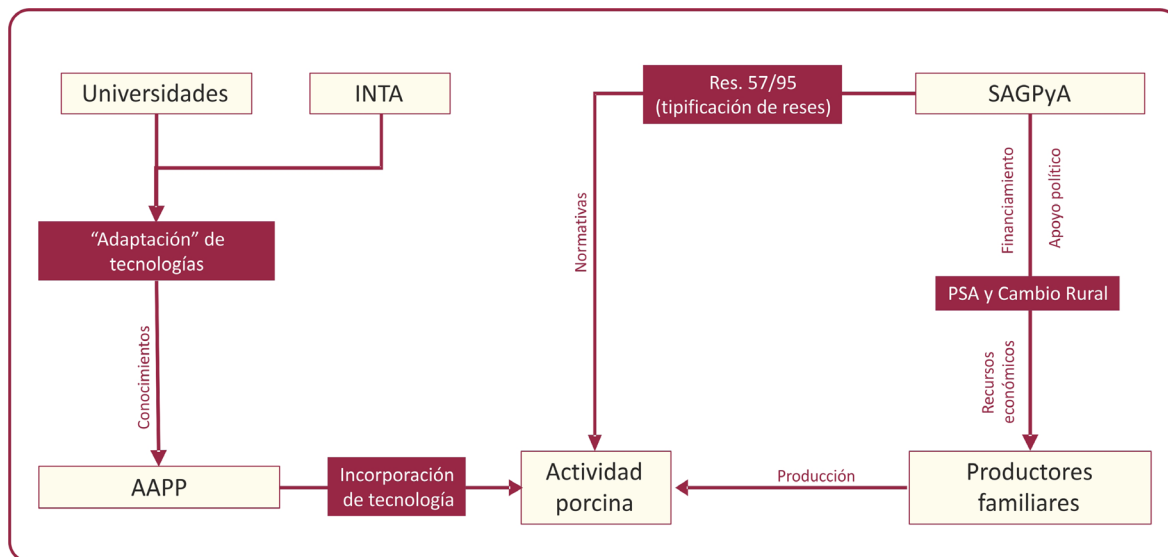 Universidades
INTA
Res. 57/95
(tipificación de reses)
SAGPyA
“Adaptación” de
tecnologías
Normativas
Financiamiento
Apoyo político
PSA y Cambio Rural
Conocimientos
Recursos
económicos
AAPP
Incorporación
de tecnología
Actividad
porcina
Producción
Productores
familiares